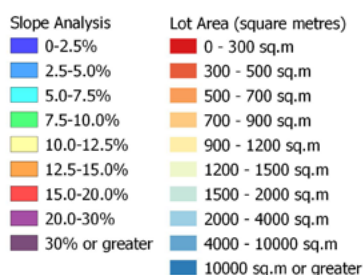 Slope Analysis
0-2.5%
2.5-5.0%
5.0-7.5%
7.5-10.0%
10.0-12.5%
12.5-15.0%
15.0-20.0%
20.0-30%
30% or greater
Lot Area (square metres)
0 - 300 sq.m
300 - 500 sq.m
500 - 700 sq.m
700 - 900 sq.m
900 - 1200 sq.m
1200 - 1500 sq.m
1500 - 2000 sq.m
2000 - 4000 sq.m
4000 - 10000 sq.m
10000 sq.m or greater